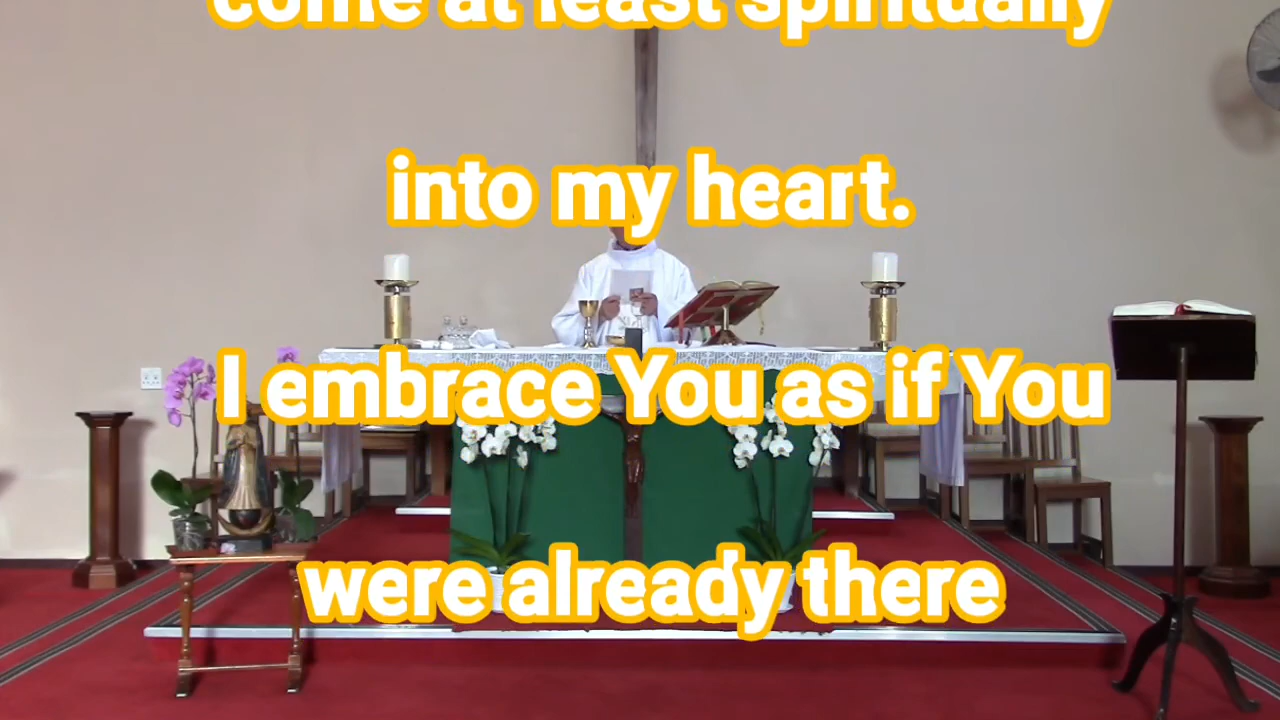 come at least spiritually
into my heart.
I embrace You as if You
were already there